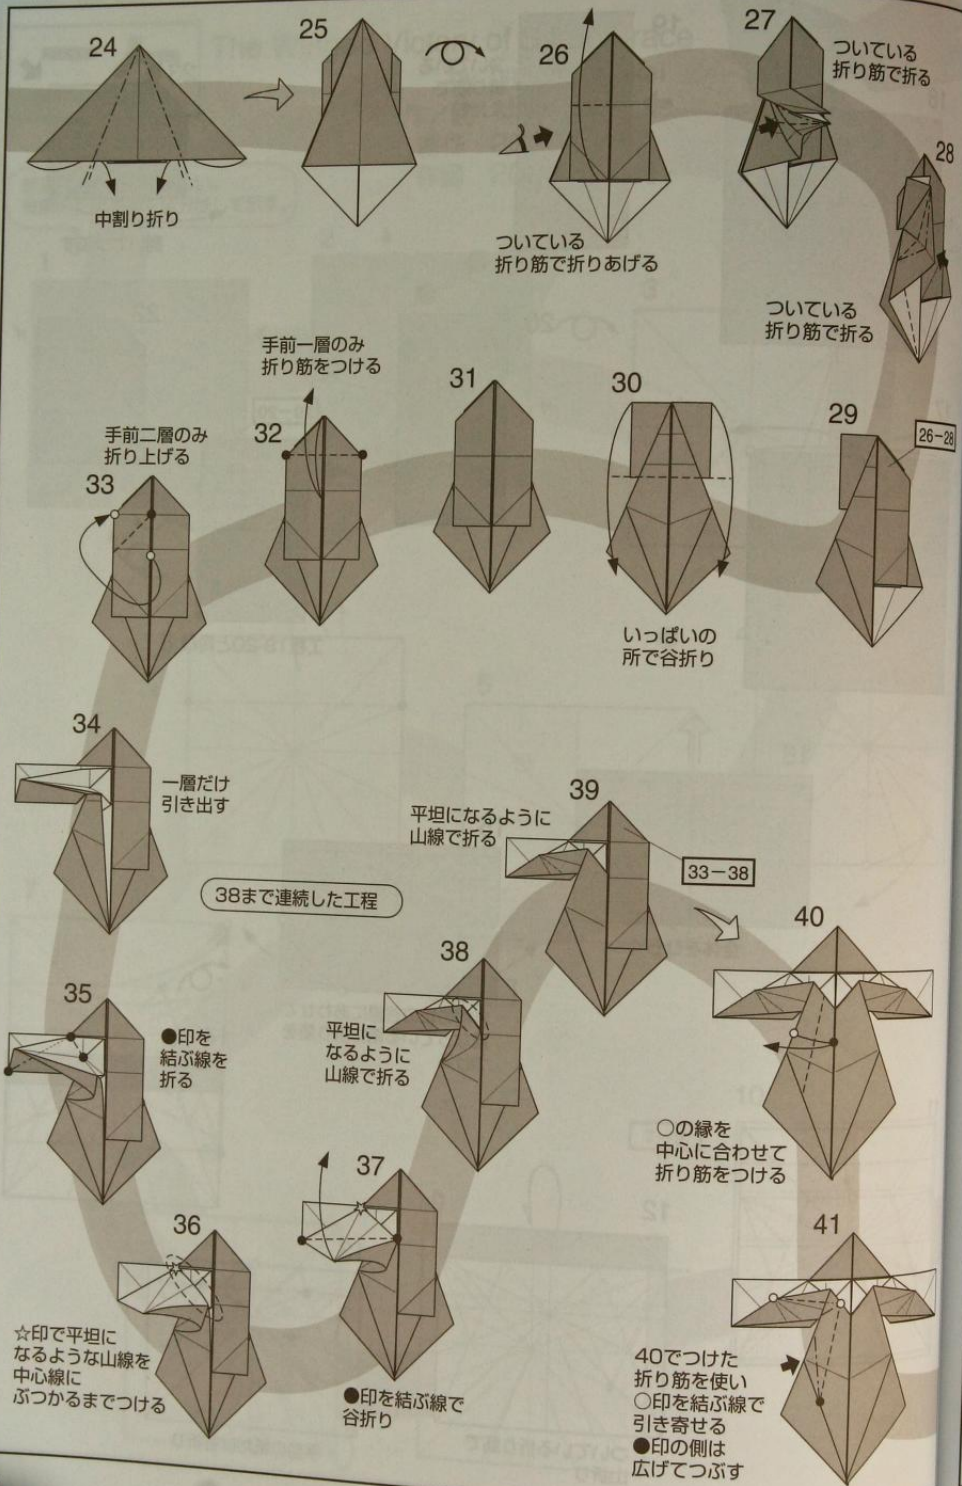 24
中割り折り
25
26
ついている
折り筋で折りあげる
27
ついている
折り筋で折る
28
ついている
折り筋で折る
29
26-28
30
いっぱいの
所で谷折り
31
32
手前一層のみ
折り筋をつける
33
手前二層のみ
折り上げる
34
一層だけ
引き出す
38まで連続した工程
35
●印を
結ぶ線を
折る
36
☆印で平坦に
なるような山線を
中心線に
ぶつかるまでつける
37
●印を結ぶ線で
谷折り
38
平坦に
なるように
山線で折る
39
平坦になるように
山線で折る
33-38
40
○の縁を
中心に合わせて
折り筋をつける
41
40でつけた
折り筋を使い
○印を結ぶ線で
引き寄せる
●印の側は
広げてつぶす